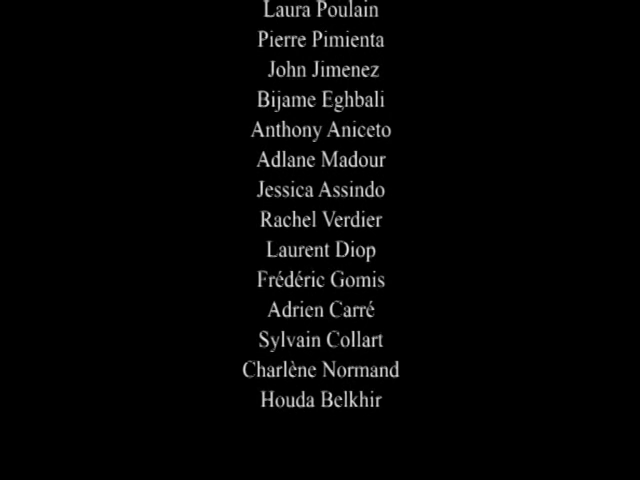 Laura Poulain
Pierre Pimienta
John Jimenez
Bijame Eghbali
Anthony Aniceto
Adlane Madour
Jessica Assindo
Rachel Verdier
Laurent Diop
Frédéric Gomis
Adrien Carré
Sylvain Collart
Charlène Normand
Houda Belkhir